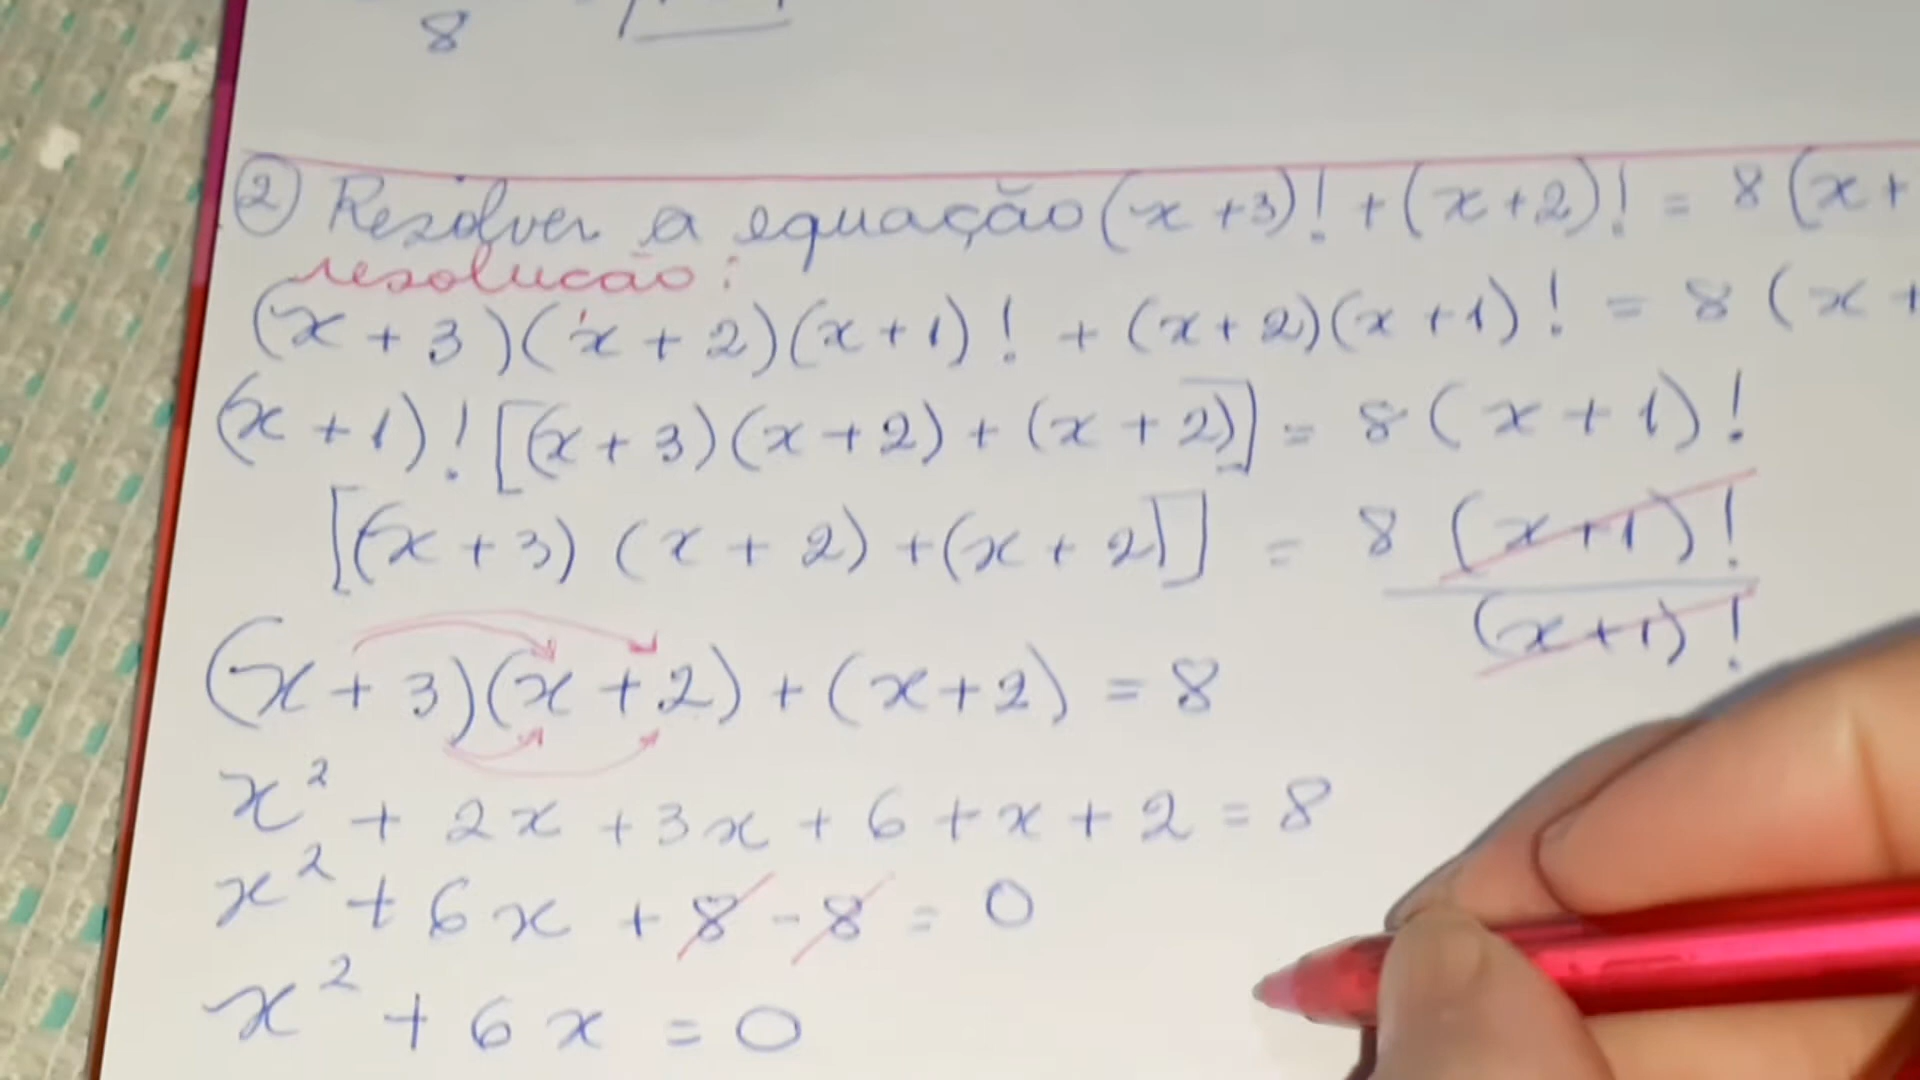 8
② Resolver a equação (x+3)! + (x+2)! = 8(x+
resolucão:
(x+3)(x+2)(x+1)! + (x+2)(x+1)! = 8(x+
(x+1)! [(x+3)(x+2)+(x+2)] = 8(x+1)!
[(x+3)(x+2)+(x+2)] = 8 (x+1)!
(x+1)!
(x+3)(x+2)+(x+2) = 8
x² + 2x + 3x + 6 + x + 2 = 8
x² + 6x + 8 - 8 = 0
x² + 6x = 0